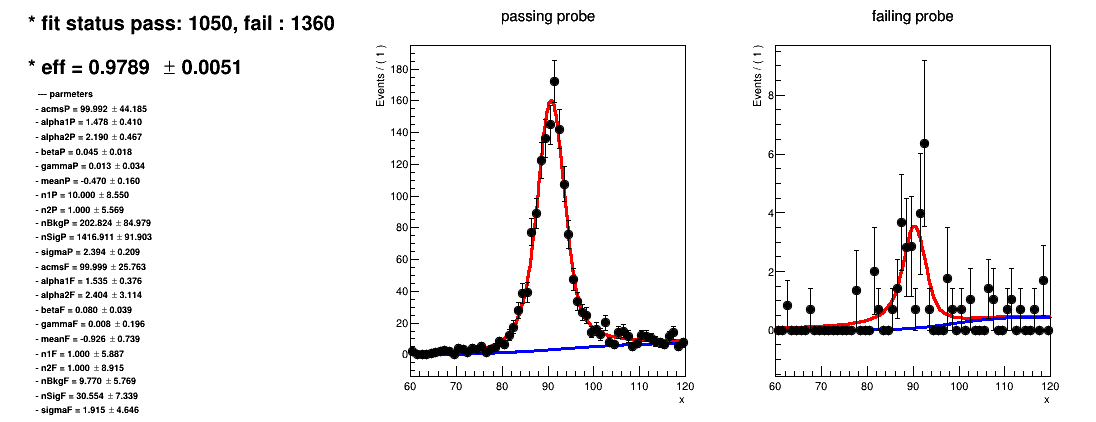 * fit status pass: 1050, fail : 1360
* eff = 0.9789 ± 0.0051
--- parmeters
- acmsP = 99.992 ± 44.185
- alpha1P = 1.478 ± 0.410
- alpha2P = 2.190 ± 0.467
- betaP = 0.045 ± 0.018
- gammaP = 0.013 ± 0.034
- meanP = -0.470 ± 0.160
- n1P = 10.000 ± 8.550
- n2P = 1.000 ± 5.569
- nBkgP = 202.824 ± 84.979
- nSigP = 1416.911 ± 91.903
- sigmaP = 2.394 ± 0.209
- acmsF = 99.999 ± 25.763
- alpha1F = 1.535 ± 0.376
- alpha2F = 2.404 ± 3.114
- betaF = 0.080 ± 0.039
- gammaF = 0.008 ± 0.196
- meanF = -0.926 ± 0.739
- n1F = 1.000 ± 5.887
- n2F = 1.000 ± 8.915
- nBkgF = 9.770 ± 5.769
- nSigF = 30.554 ± 7.339
- sigmaF = 1.915 ± 4.646
passing probe
Events / ( 1 )
180
160
140
120
100
80
60
40
20
0
60 70 80 90 100 110 120
x
failing probe
Events / ( 1 )
8
6
4
2
0
60 70 80 90 100 110 120
x